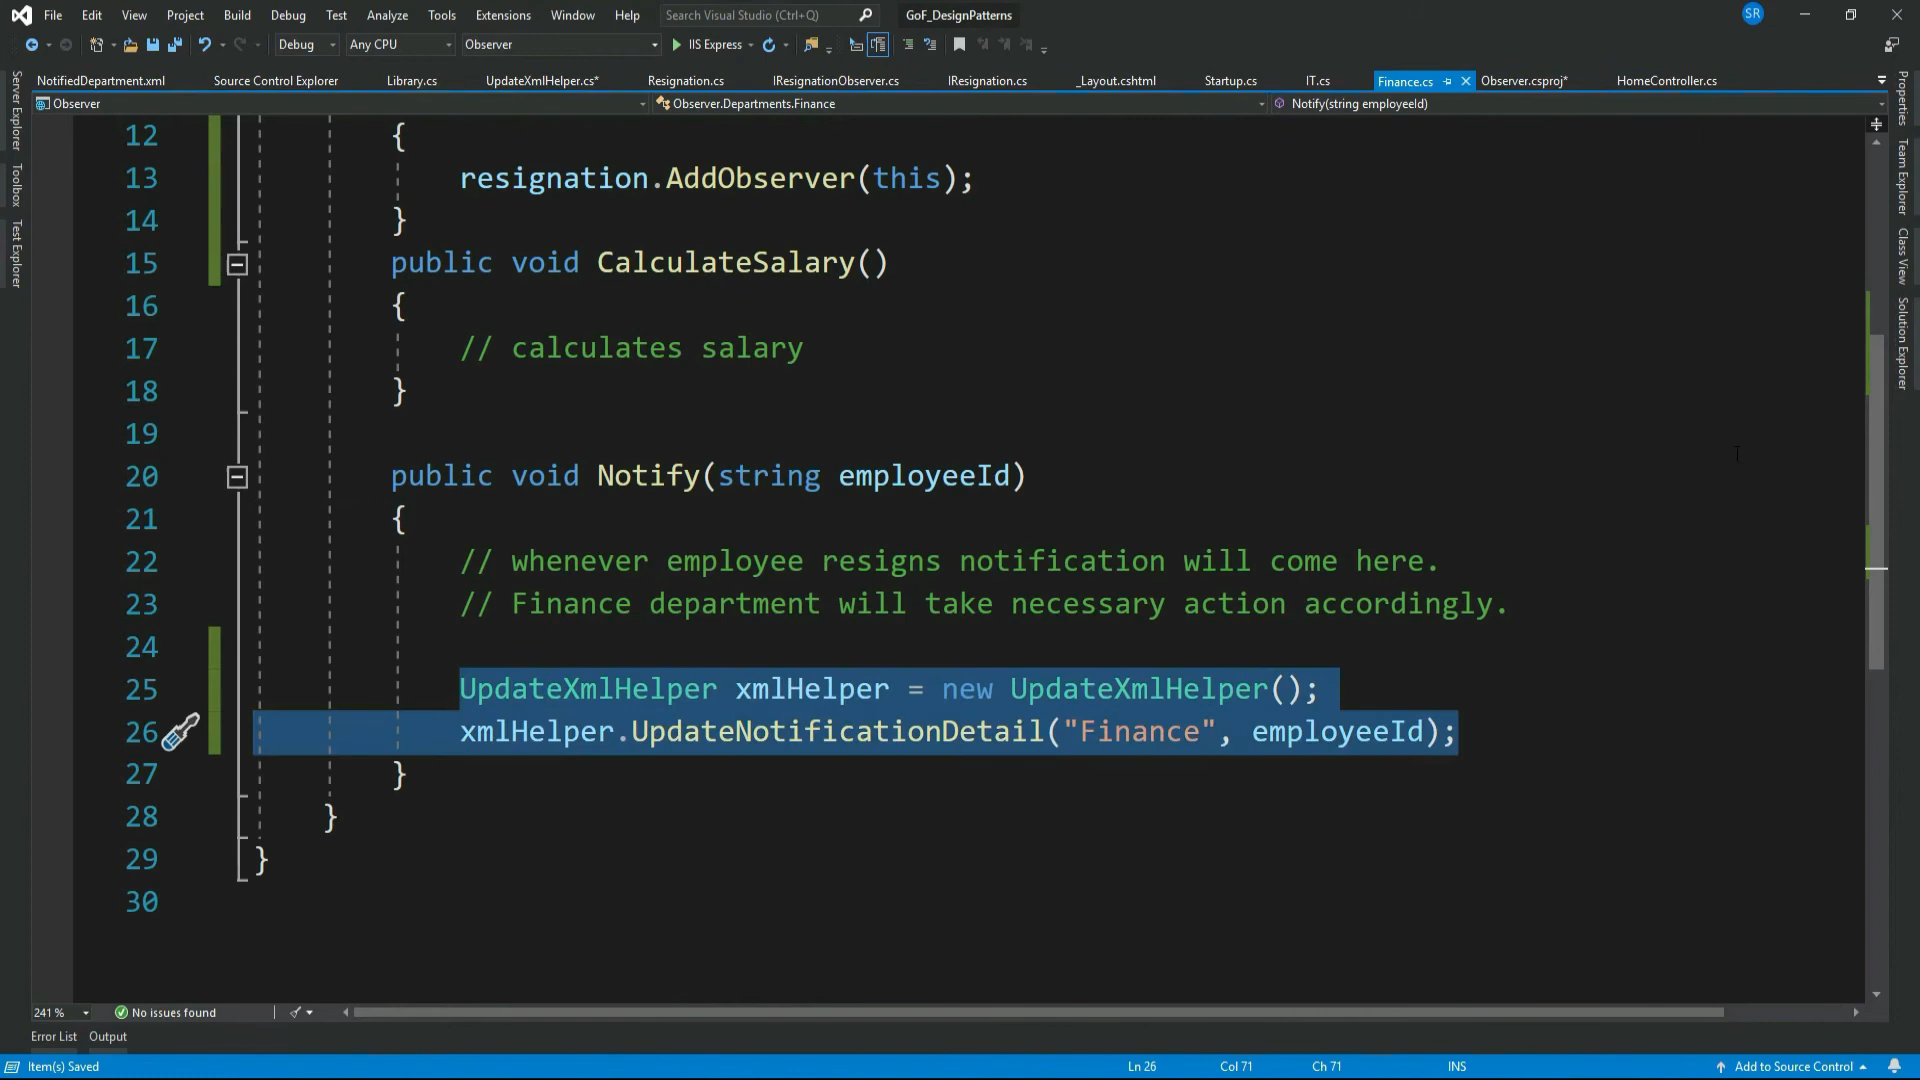 File Edit View Project Build Debug Test Analyze Tools Extensions Window Help Search Visual Studio (Ctrl+Q) GoF_DesignPatterns SR
Debug Any CPU Observer IIS Express
NotifiedDepartment.xml Source Control Explorer Library.cs UpdateXmlHelper.cs* Resignation.cs IResignationObserver.cs IResignation.cs _Layout.cshtml Startup.cs IT.cs Finance.cs Observer.csproj* HomeController.cs
Observer Observer.Departments.Finance Notify(string employeeId)
Server Explorer
Toolbox
Test Explorer
12 {
13 resignation.AddObserver(this);
14 }
15 public void CalculateSalary()
16 {
17 // calculates salary
18 }
19
20 public void Notify(string employeeId)
21 {
22 // whenever employee resigns notification will come here.
23 // Finance department will take necessary action accordingly.
24
25 UpdateXmlHelper xmlHelper = new UpdateXmlHelper();
26 xmlHelper.UpdateNotificationDetail("Finance", employeeId);
27 }
28 }
29 }
30
Properties
Team Explorer
Class View
Solution Explorer
241 % No issues found
Error List Output
Item(s) Saved Ln 26 Col 71 Ch 71 INS Add to Source Control